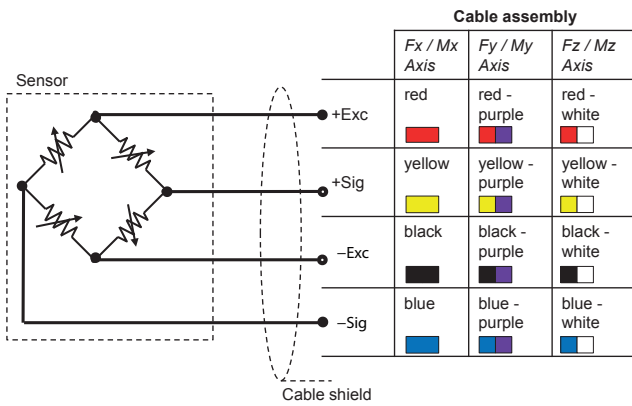 Cable assembly
Fx / Mx Fy / My Fz / Mz
Axis Axis Axis
Sensor
+Exc red red - red -
purple white
+Sig yellow yellow - yellow -
purple white
–Exc black black - black -
purple white
–Sig blue blue - blue -
purple white
Cable shield